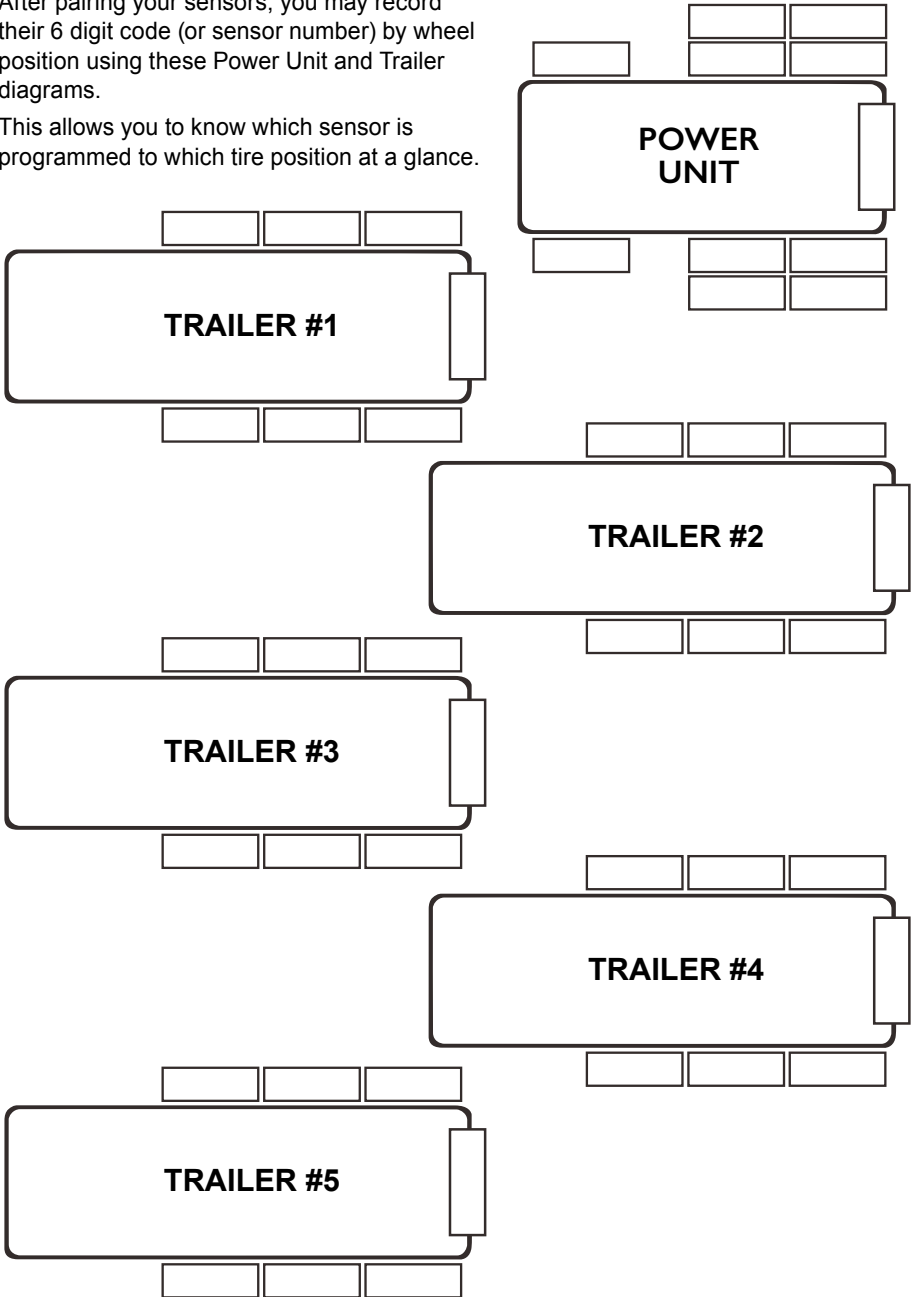 After pairing your sensors, you may record
their 6 digit code (or sensor number) by wheel
position using these Power Unit and Trailer
diagrams.
This allows you to know which sensor is
programmed to which tire position at a glance.
POWER
UNIT
TRAILER #1
TRAILER #2
TRAILER #3
TRAILER #4
TRAILER #5